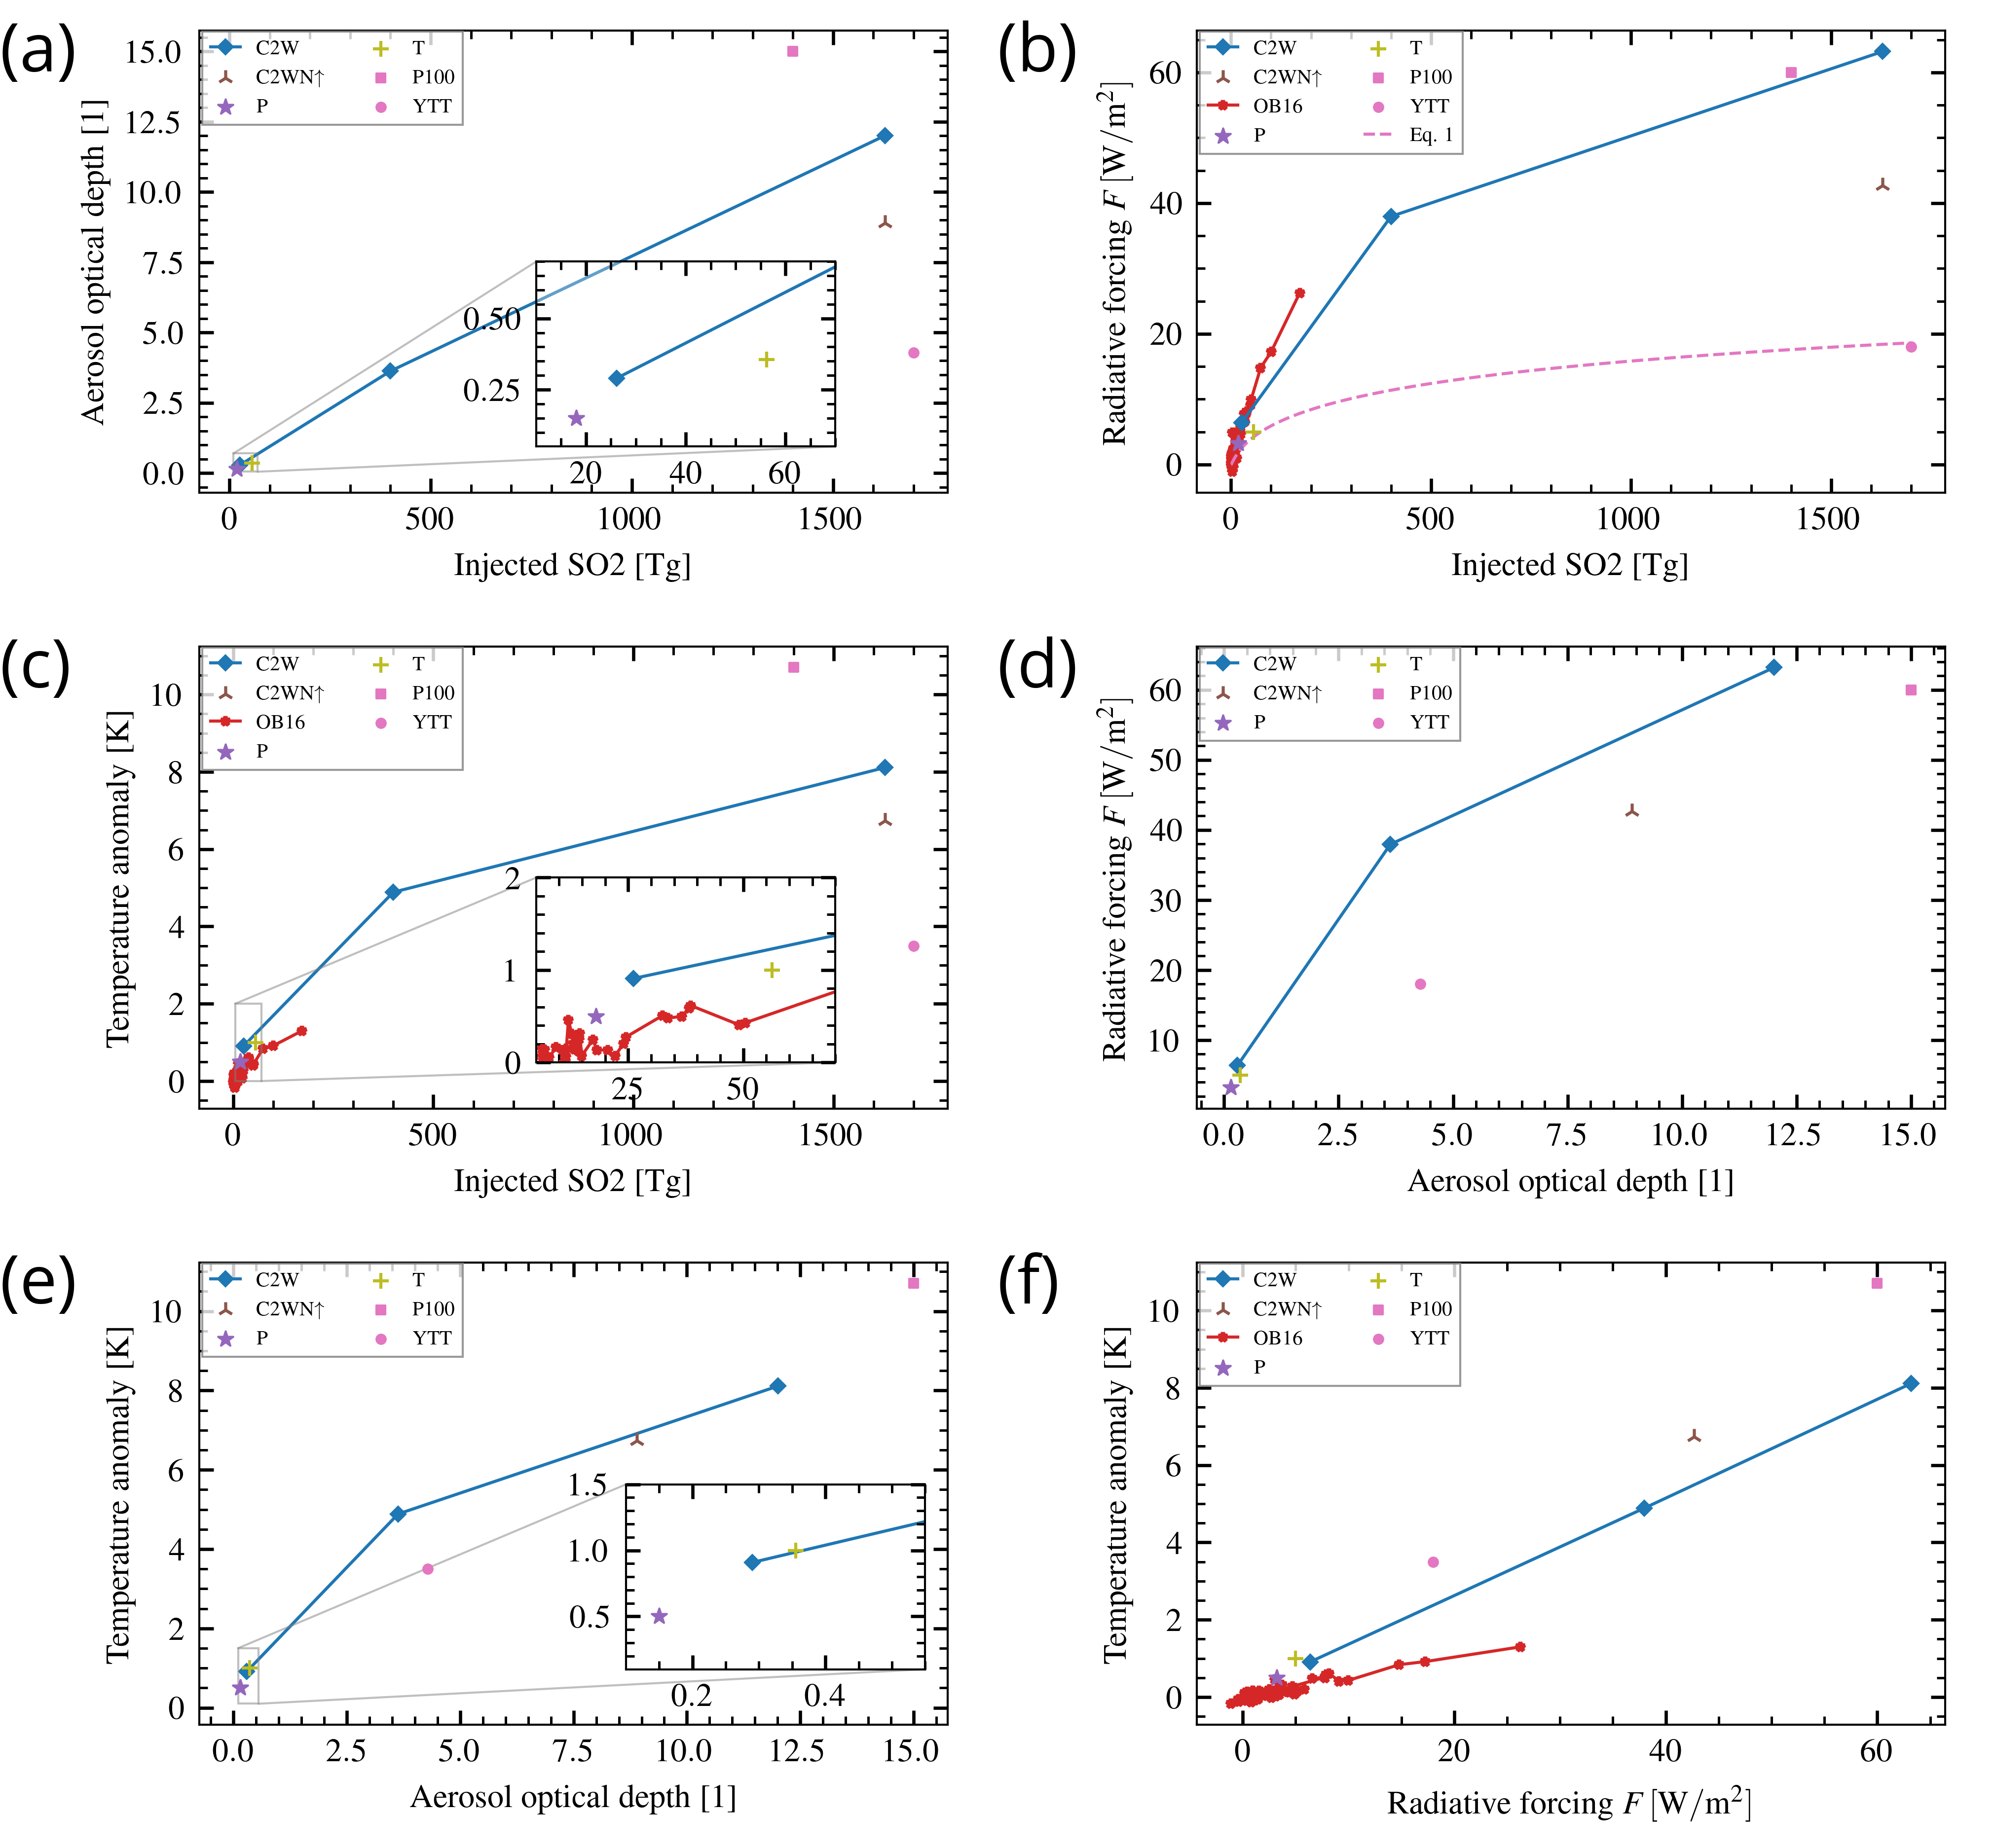 (a)
C2W
C2WN↑
P
T
P100
YTT
Aerosol optical depth [1]
15.0
12.5
10.0
7.5
5.0
2.5
0.0
0.50
0.25
20 40 60
0 500 1000 1500
Injected SO2 [Tg]
(b)
C2W
C2WN↑
OB16
P
T
P100
YTT
Eq. 1
Radiative forcing F [W/m²]
60
40
20
0
0 500 1000 1500
Injected SO2 [Tg]
(c)
C2W
C2WN↑
OB16
P
T
P100
YTT
Temperature anomaly [K]
10
8
6
4
2
0
2
1
0
25 50
0 500 1000 1500
Injected SO2 [Tg]
(d)
C2W
C2WN↑
P
T
P100
YTT
Radiative forcing F [W/m²]
60
50
40
30
20
10
0.0 2.5 5.0 7.5 10.0 12.5 15.0
Aerosol optical depth [1]
(e)
C2W
C2WN↑
P
T
P100
YTT
Temperature anomaly [K]
10
8
6
4
2
0
1.5
1.0
0.5
0.2 0.4
0.0 2.5 5.0 7.5 10.0 12.5 15.0
Aerosol optical depth [1]
(f)
C2W
C2WN↑
OB16
P
T
P100
YTT
Temperature anomaly [K]
10
8
6
4
2
0
0 20 40 60
Radiative forcing F [W/m²]